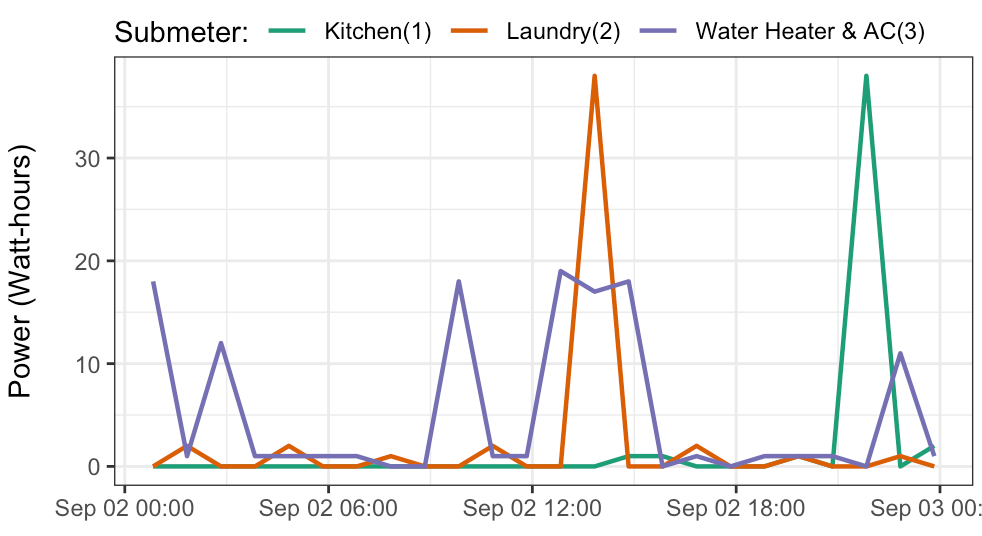 Submeter: Kitchen(1) Laundry(2) Water Heater & AC(3)
Power (Watt-hours)
30
20
10
0
Sep 02 00:00 Sep 02 06:00 Sep 02 12:00 Sep 02 18:00 Sep 03 00: